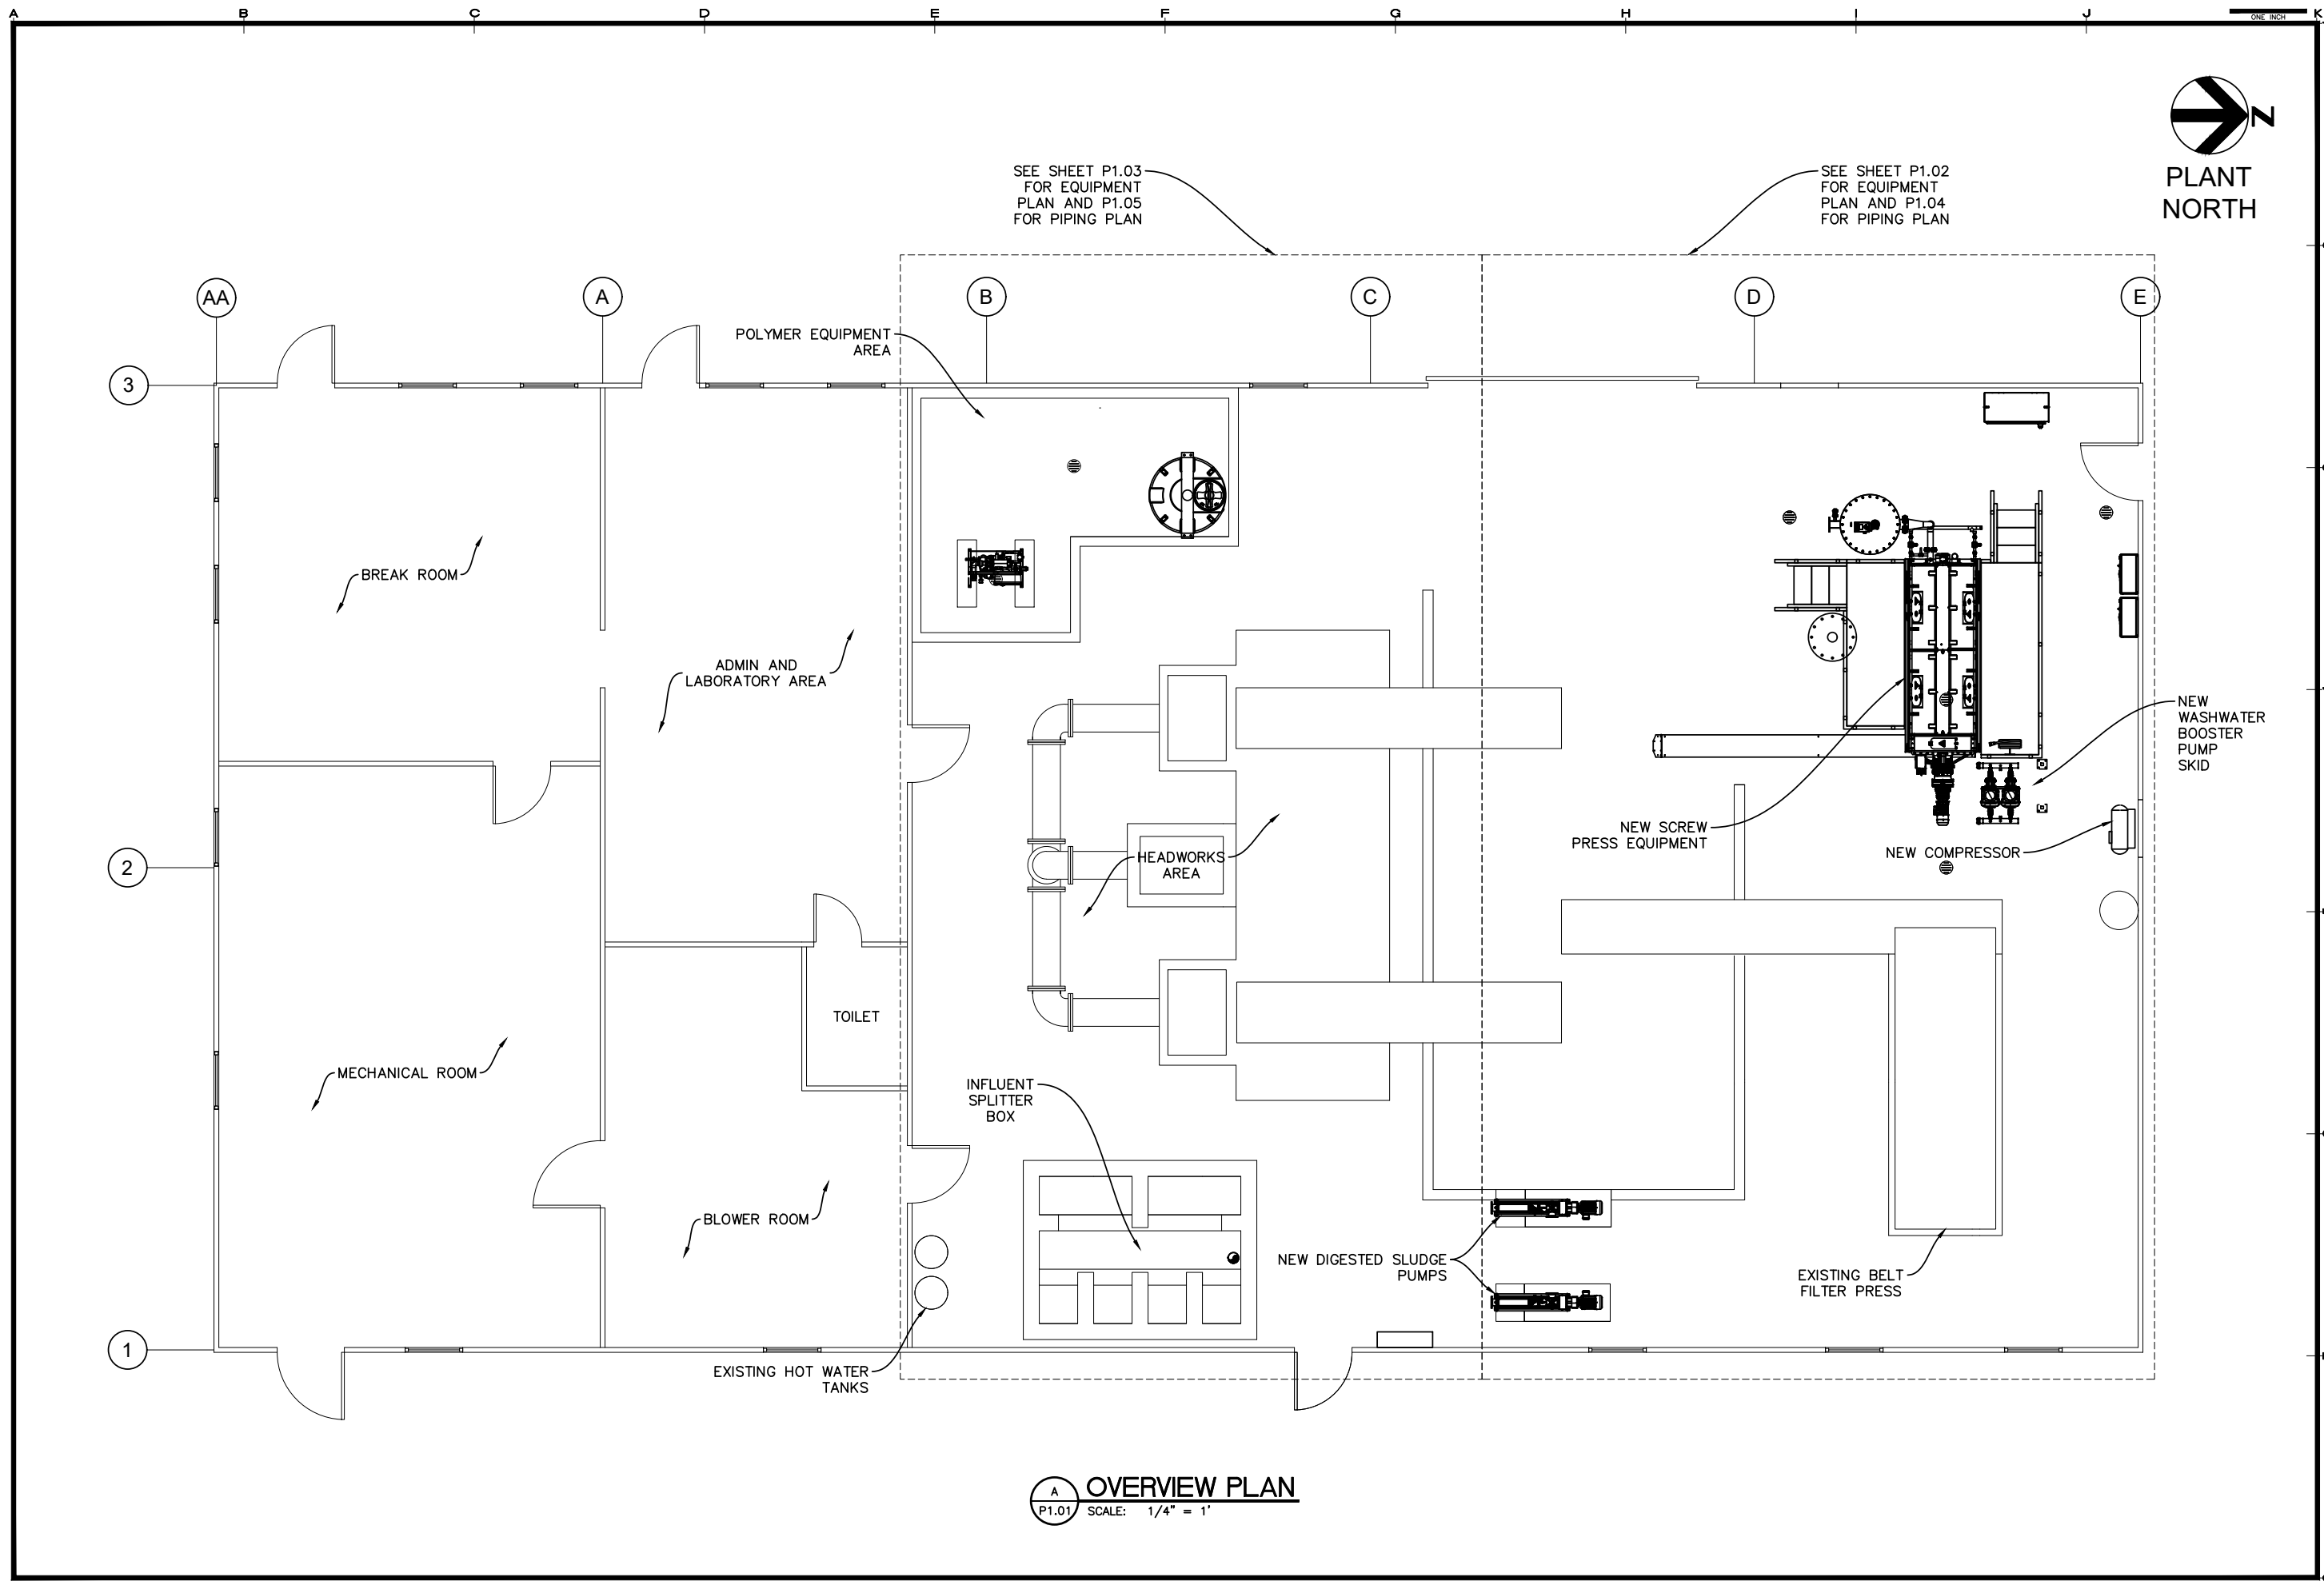 A B C D E F G H I J K
ONE INCH
N
PLANT
NORTH
SEE SHEET P1.03
FOR EQUIPMENT
PLAN AND P1.05
FOR PIPING PLAN
SEE SHEET P1.02
FOR EQUIPMENT
PLAN AND P1.04
FOR PIPING PLAN
AA A B C D E
POLYMER EQUIPMENT
AREA
3
BREAK ROOM
ADMIN AND
LABORATORY AREA
NEW
WASHWATER
BOOSTER
PUMP
SKID
NEW SCREW
PRESS EQUIPMENT
NEW COMPRESSOR
HEADWORKS
AREA
2
TOILET
MECHANICAL ROOM
INFLUENT
SPLITTER
BOX
BLOWER ROOM
NEW DIGESTED SLUDGE
PUMPS
EXISTING BELT
FILTER PRESS
1
EXISTING HOT WATER
TANKS
A
P1.01
OVERVIEW PLAN
SCALE: 1/4" = 1'